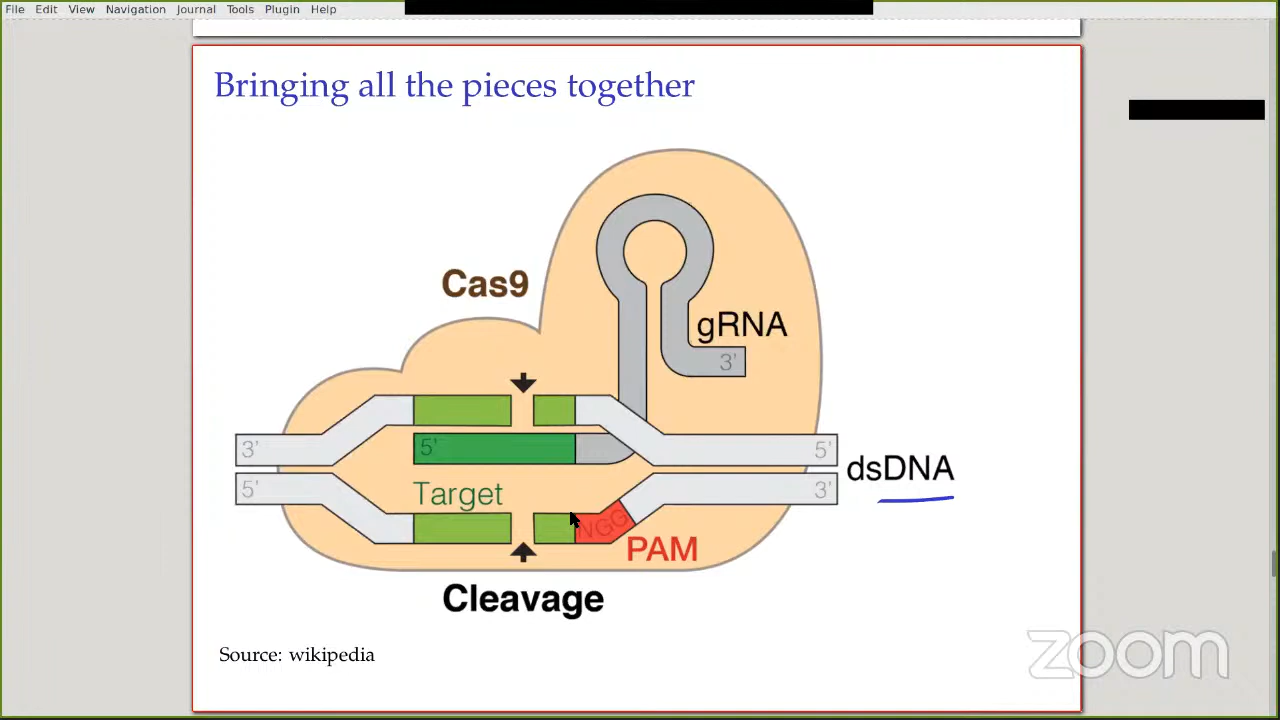 File Edit View Navigation Journal Tools Plugin Help
Bringing all the pieces together
Cas9
gRNA
3'
3'
5'
5'
dsDNA
5'
3'
Target
NGG
PAM
Cleavage
Source: wikipedia
zoom